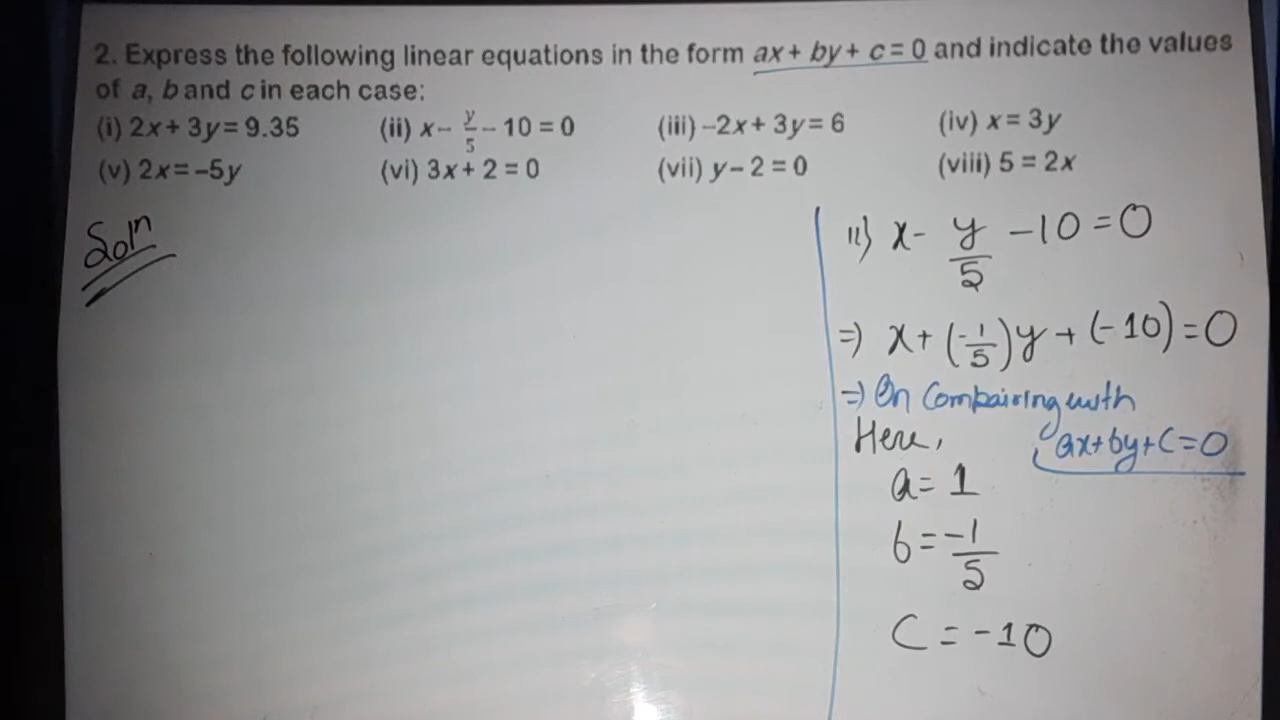 2. Express the following linear equations in the form ax + by + c = 0 and indicate the values
of a, b and c in each case:
(i) 2x + 3y = 9.35 (ii) x - y/5 - 10 = 0 (iii) -2x + 3y = 6 (iv) x = 3y
(v) 2x = -5y (vi) 3x + 2 = 0 (vii) y - 2 = 0 (viii) 5 = 2x
Soln
ii) x - y/5 - 10 = 0
=) x + (-1/5)y + (-10) = 0
=) On Compairing with
Here, ax+by+c=0
a = 1
b = -1/5
C = -10